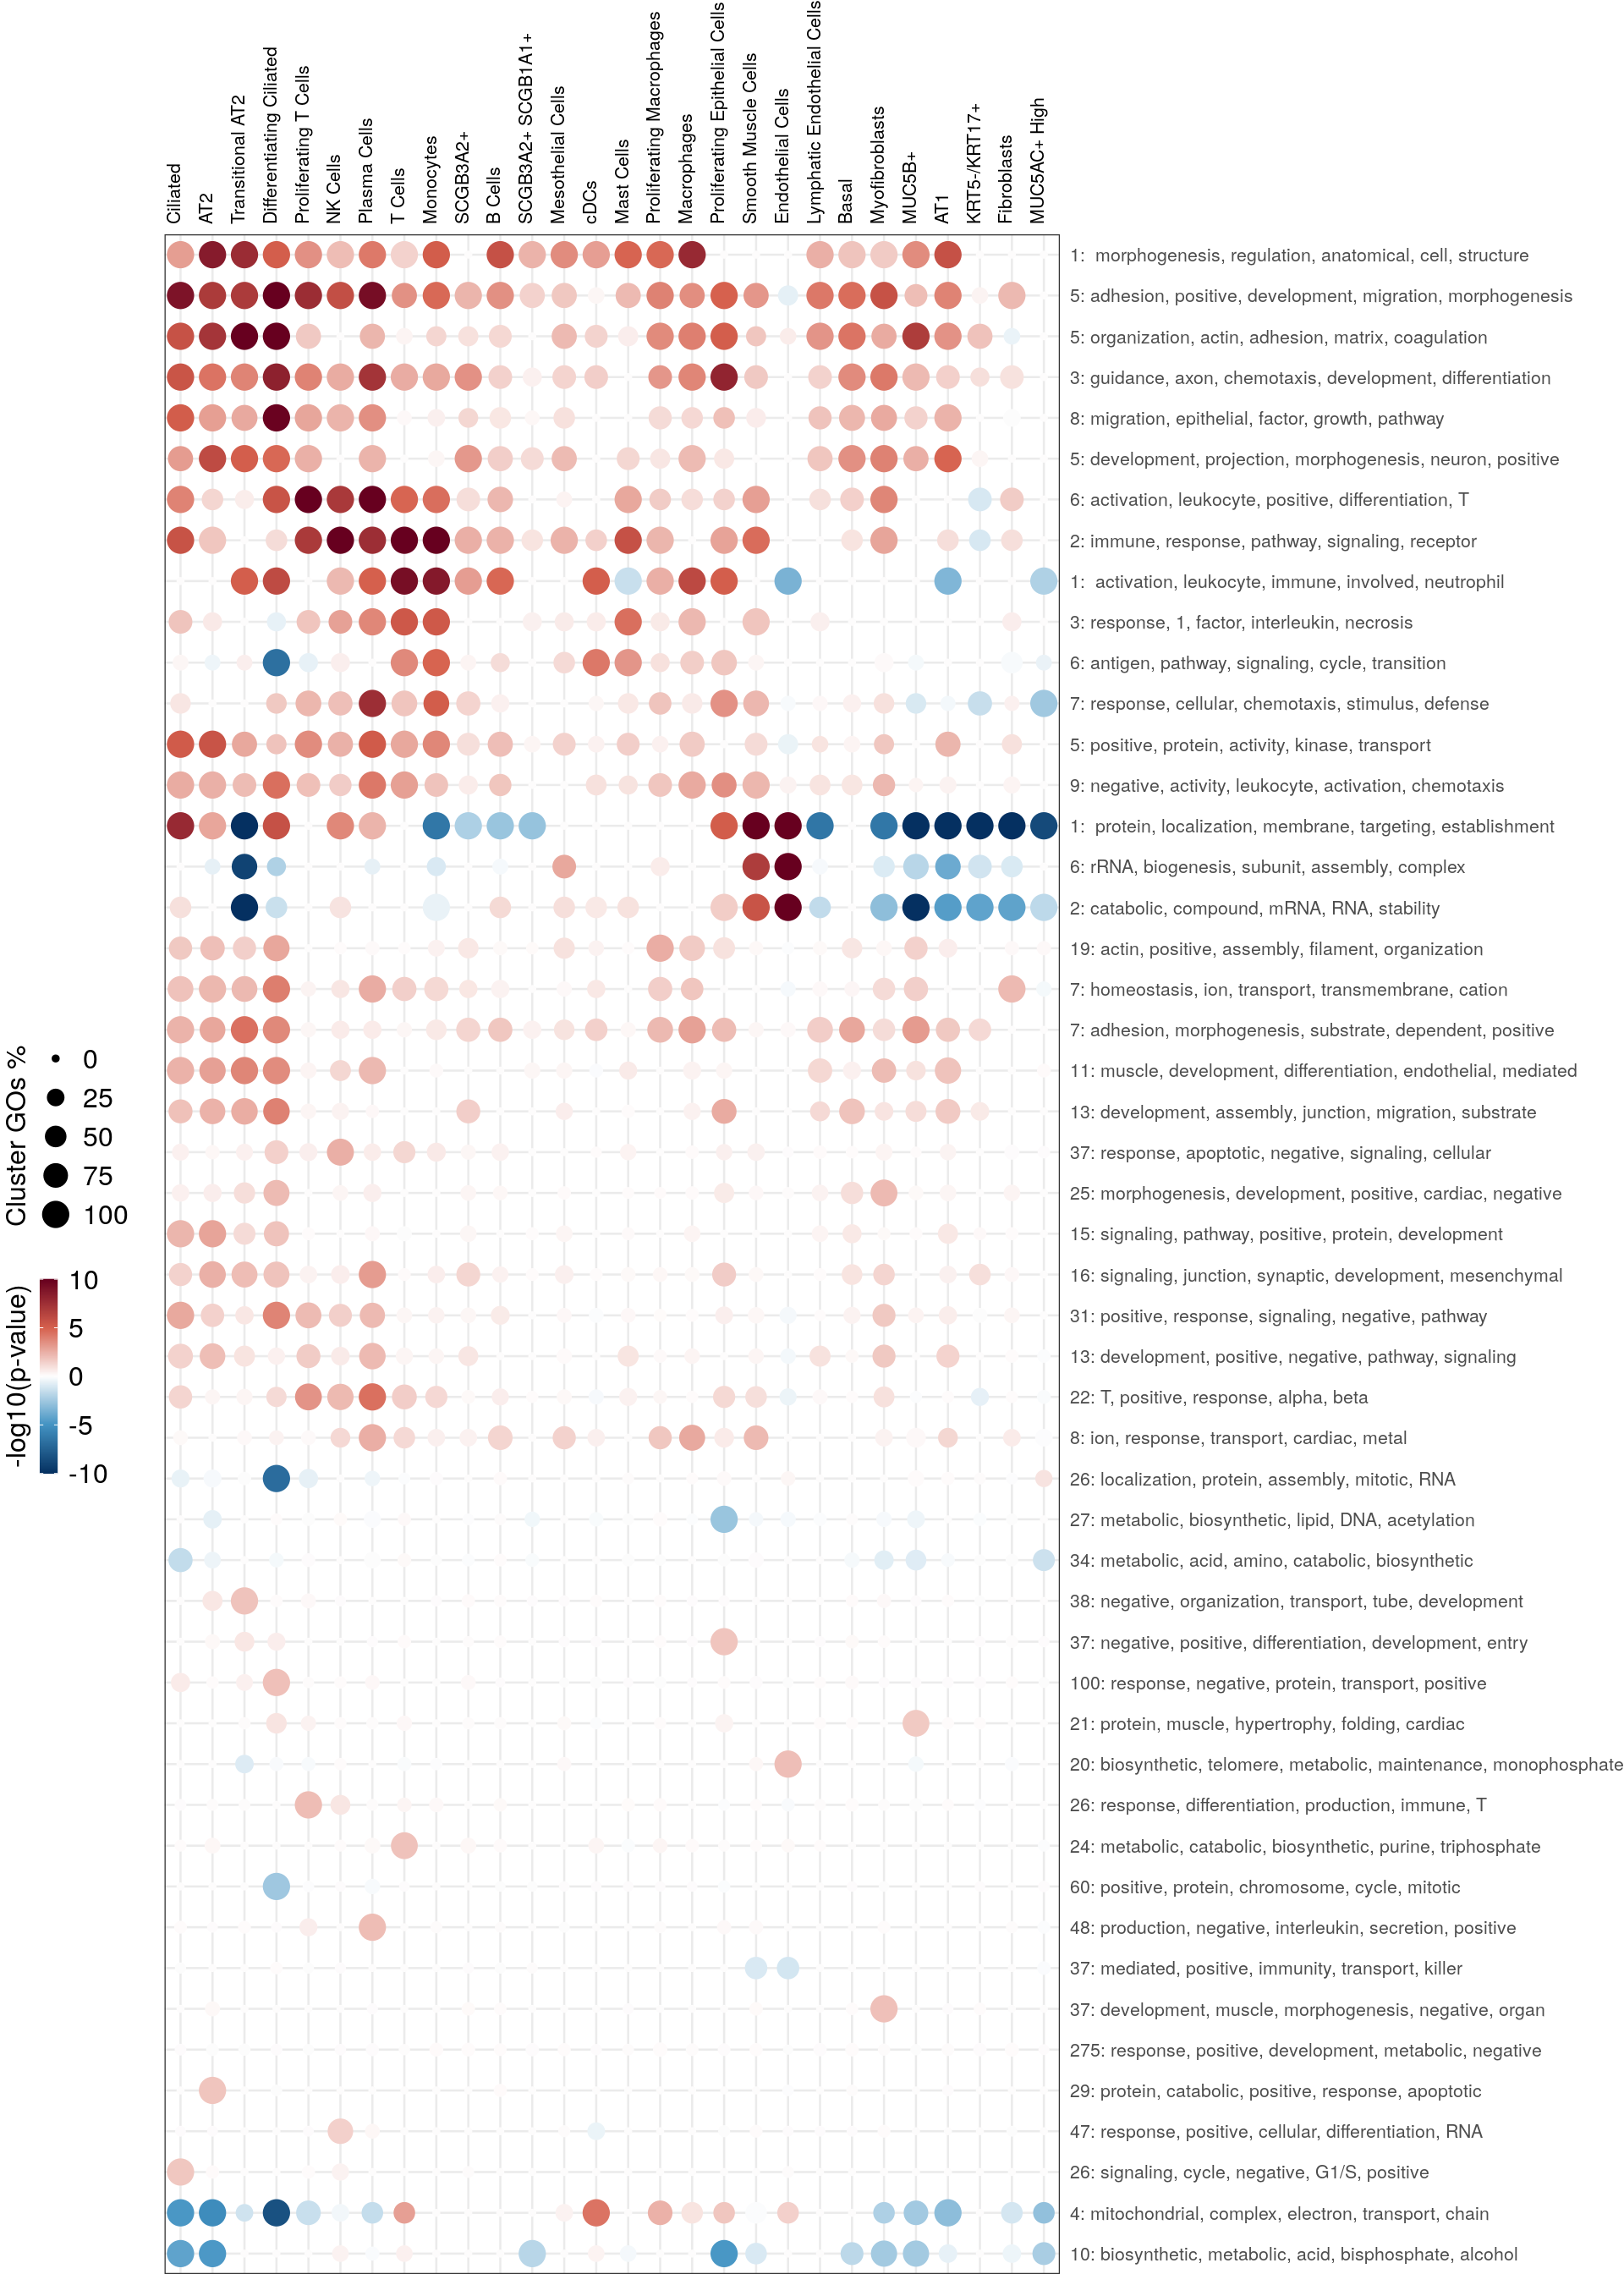 Ciliated
AT2
Transitional AT2
Differentiating Ciliated
Proliferating T Cells
NK Cells
Plasma Cells
T Cells
Monocytes
SCGB3A2+
B Cells
SCGB3A2+ SCGB1A1+
Mesothelial Cells
cDCs
Mast Cells
Proliferating Macrophages
Macrophages
Proliferating Epithelial Cells
Smooth Muscle Cells
Endothelial Cells
Lymphatic Endothelial Cells
Basal
Myofibroblasts
MUC5B+
AT1
KRT5-/KRT17+
Fibroblasts
MUC5AC+ High
1: morphogenesis, regulation, anatomical, cell, structure
5: adhesion, positive, development, migration, morphogenesis
5: organization, actin, adhesion, matrix, coagulation
3: guidance, axon, chemotaxis, development, differentiation
8: migration, epithelial, factor, growth, pathway
5: development, projection, morphogenesis, neuron, positive
6: activation, leukocyte, positive, differentiation, T
2: immune, response, pathway, signaling, receptor
1: activation, leukocyte, immune, involved, neutrophil
3: response, 1, factor, interleukin, necrosis
6: antigen, pathway, signaling, cycle, transition
7: response, cellular, chemotaxis, stimulus, defense
5: positive, protein, activity, kinase, transport
9: negative, activity, leukocyte, activation, chemotaxis
1: protein, localization, membrane, targeting, establishment
6: rRNA, biogenesis, subunit, assembly, complex
2: catabolic, compound, mRNA, RNA, stability
19: actin, positive, assembly, filament, organization
7: homeostasis, ion, transport, transmembrane, cation
7: adhesion, morphogenesis, substrate, dependent, positive
11: muscle, development, differentiation, endothelial, mediated
13: development, assembly, junction, migration, substrate
37: response, apoptotic, negative, signaling, cellular
25: morphogenesis, development, positive, cardiac, negative
15: signaling, pathway, positive, protein, development
16: signaling, junction, synaptic, development, mesenchymal
31: positive, response, signaling, negative, pathway
13: development, positive, negative, pathway, signaling
22: T, positive, response, alpha, beta
8: ion, response, transport, cardiac, metal
26: localization, protein, assembly, mitotic, RNA
27: metabolic, biosynthetic, lipid, DNA, acetylation
34: metabolic, acid, amino, catabolic, biosynthetic
38: negative, organization, transport, tube, development
37: negative, positive, differentiation, development, entry
100: response, negative, protein, transport, positive
21: protein, muscle, hypertrophy, folding, cardiac
20: biosynthetic, telomere, metabolic, maintenance, monophosphate
26: response, differentiation, production, immune, T
24: metabolic, catabolic, biosynthetic, purine, triphosphate
60: positive, protein, chromosome, cycle, mitotic
48: production, negative, interleukin, secretion, positive
37: mediated, positive, immunity, transport, killer
37: development, muscle, morphogenesis, negative, organ
275: response, positive, development, metabolic, negative
29: protein, catabolic, positive, response, apoptotic
47: response, positive, cellular, differentiation, RNA
26: signaling, cycle, negative, G1/S, positive
4: mitochondrial, complex, electron, transport, chain
10: biosynthetic, metabolic, acid, bisphosphate, alcohol
Cluster GOs %
0
25
50
75
100
-log10(p-value)
10
5
0
-5
-10